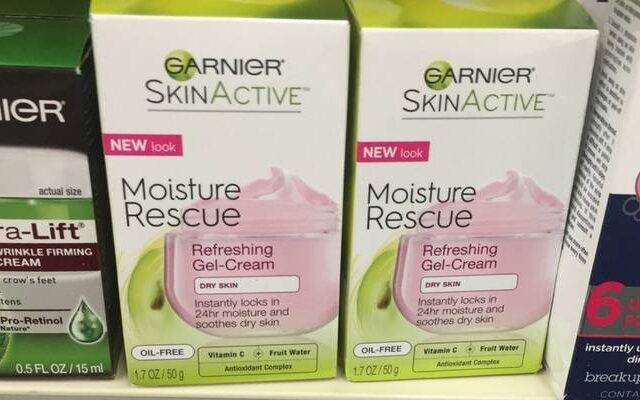 IER
actual size
ra-Lift
WRINKLE FIRMING
CREAM
crow's feet
Pro-Retinol
0.5 FL OZ / 15 ml
GARNIER
SKINACTIVE™
NEW look
Moisture
Rescue
Refreshing
Gel-Cream
DRY SKIN
Instantly locks in
24hr moisture and
soothes dry skin
OIL-FREE
Vitamin C + Fruit Water
Antioxidant Complex
1.7 OZ / 50 g
GARNIER
SKINACTIVE™
NEW look
Moisture
Rescue
Refreshing
Gel-Cream
DRY SKIN
Instantly locks in
24hr moisture and
soothes dry skin
OIL-FREE
Vitamin C + Fruit Water
Antioxidant Complex
1.7 OZ / 50 g
6
instantly
breakup